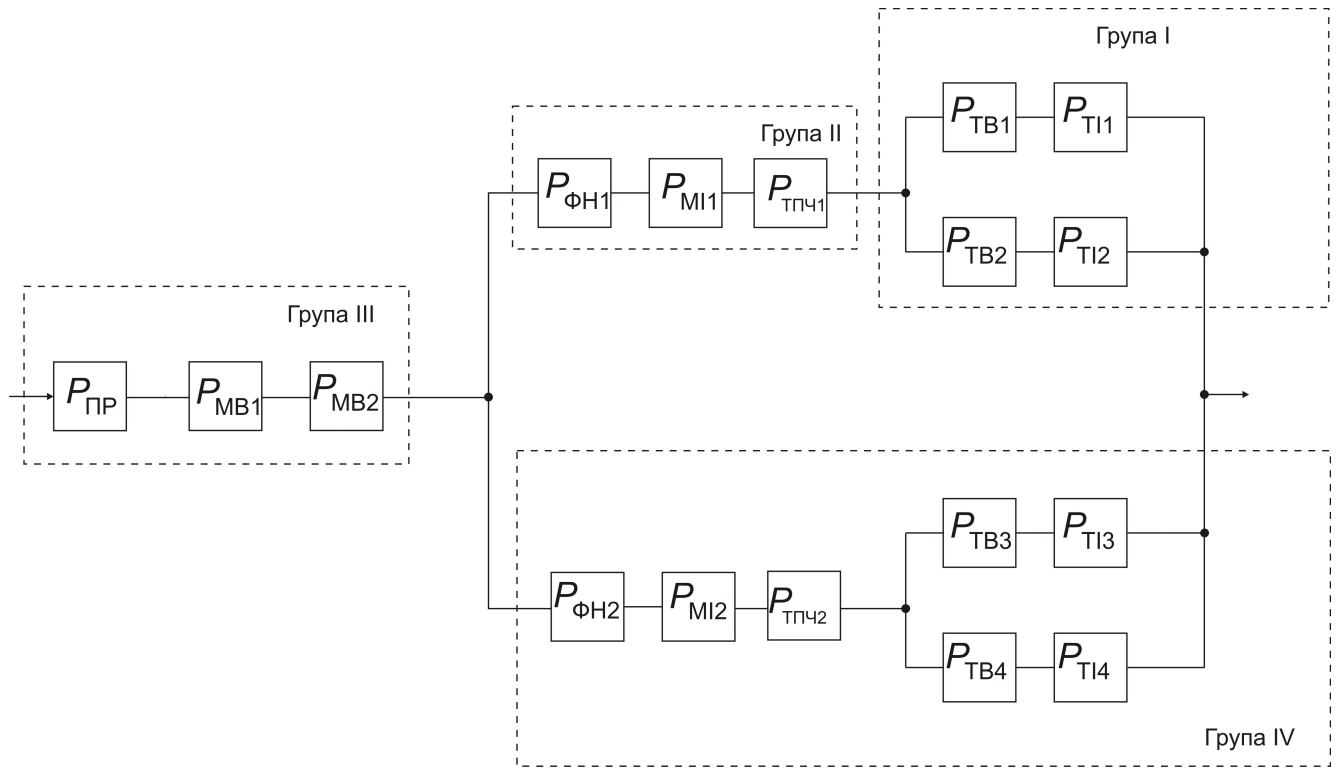 Група I
P ТВ1
P ТІ1
Група II
P ФН1
P МІ1
P ТПЧ1
P ТВ2
P ТІ2
Група III
P ПР
P МВ1
P МВ2
P ТВ3
P ТІ3
P ФН2
P МІ2
P ТПЧ2
P ТВ4
P ТІ4
Група IV